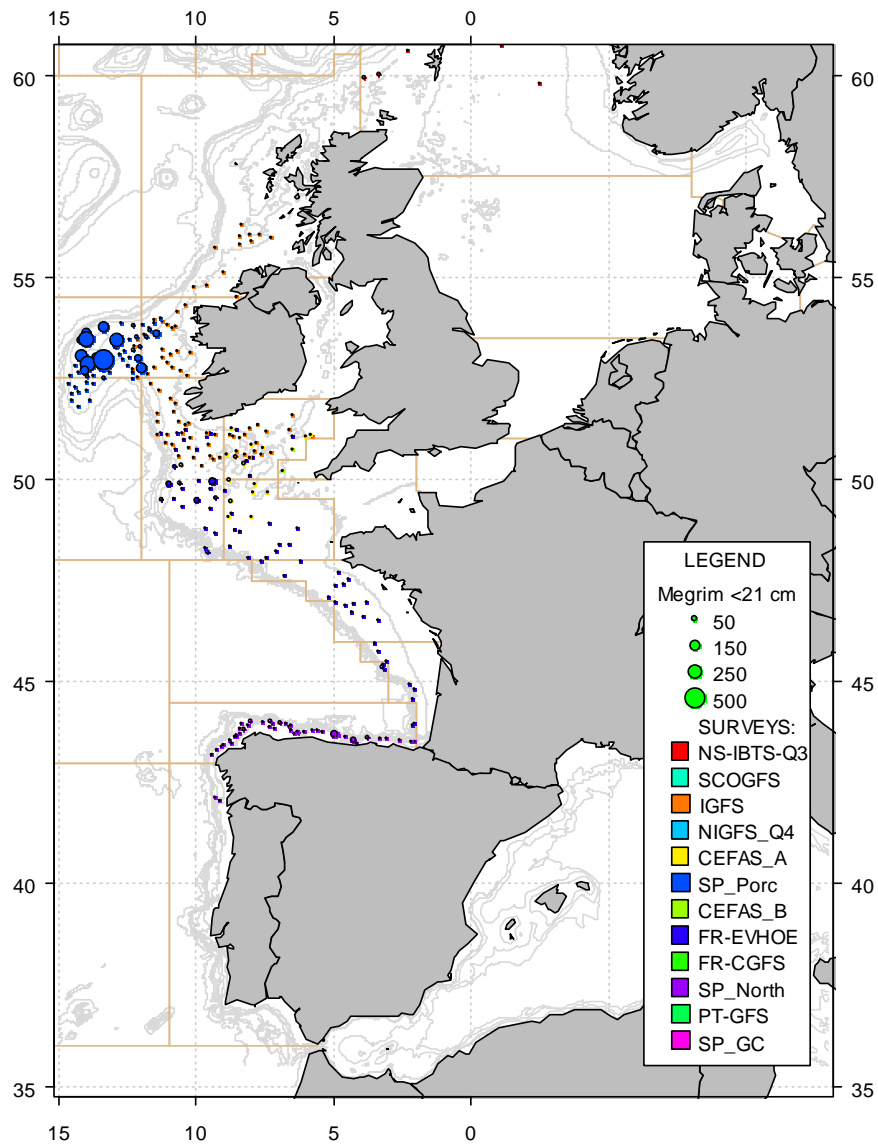 15 10 5 0
60 60
55 55
50 50
45 45
40 40
35 35
LEGEND
Megrim <21 cm
50
150
250
500
SURVEYS:
NS-IBTS-Q3
SCOGFS
IGFS
NIGFS_Q4
CEFAS_A
SP_Porc
CEFAS_B
FR-EVHOE
FR-CGFS
SP_North
PT-GFS
SP_GC
15 10 5 0